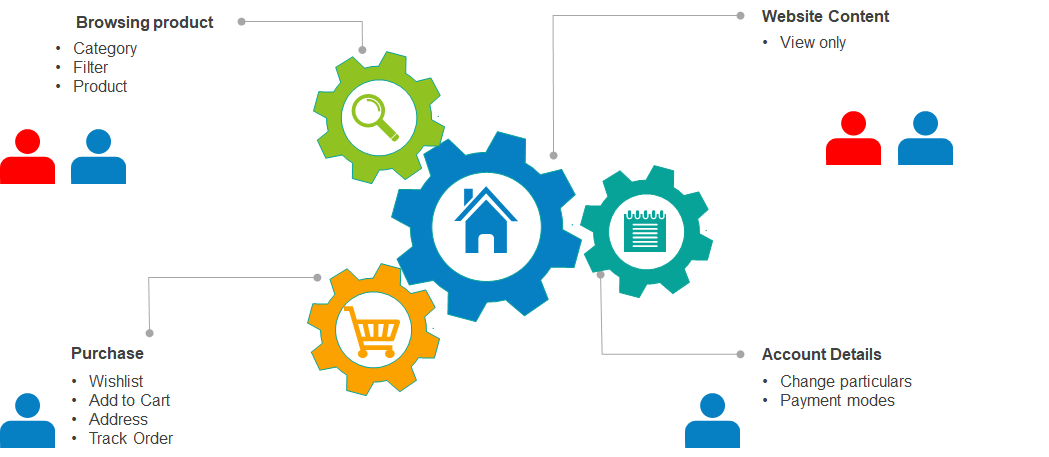 Browsing product
• Category
• Filter
• Product
Website Content
• View only
Purchase
• Wishlist
• Add to Cart
• Address
• Track Order
Account Details
• Change particulars
• Payment modes